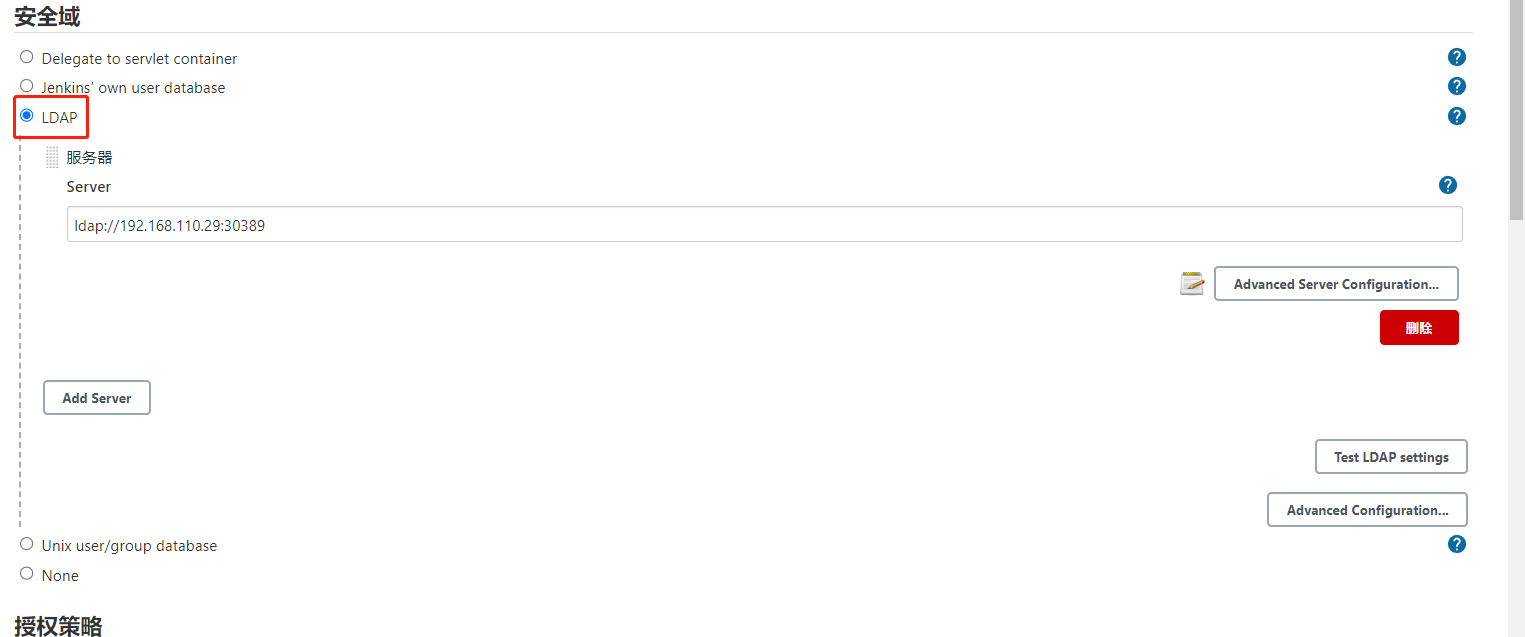 安全域
Delegate to servlet container
Jenkins’ own user database
LDAP
服务器
Server
ldap://192.168.110.29:30389
Advanced Server Configuration...
删除
Add Server
Test LDAP settings
Advanced Configuration...
Unix user/group database
None
授权策略